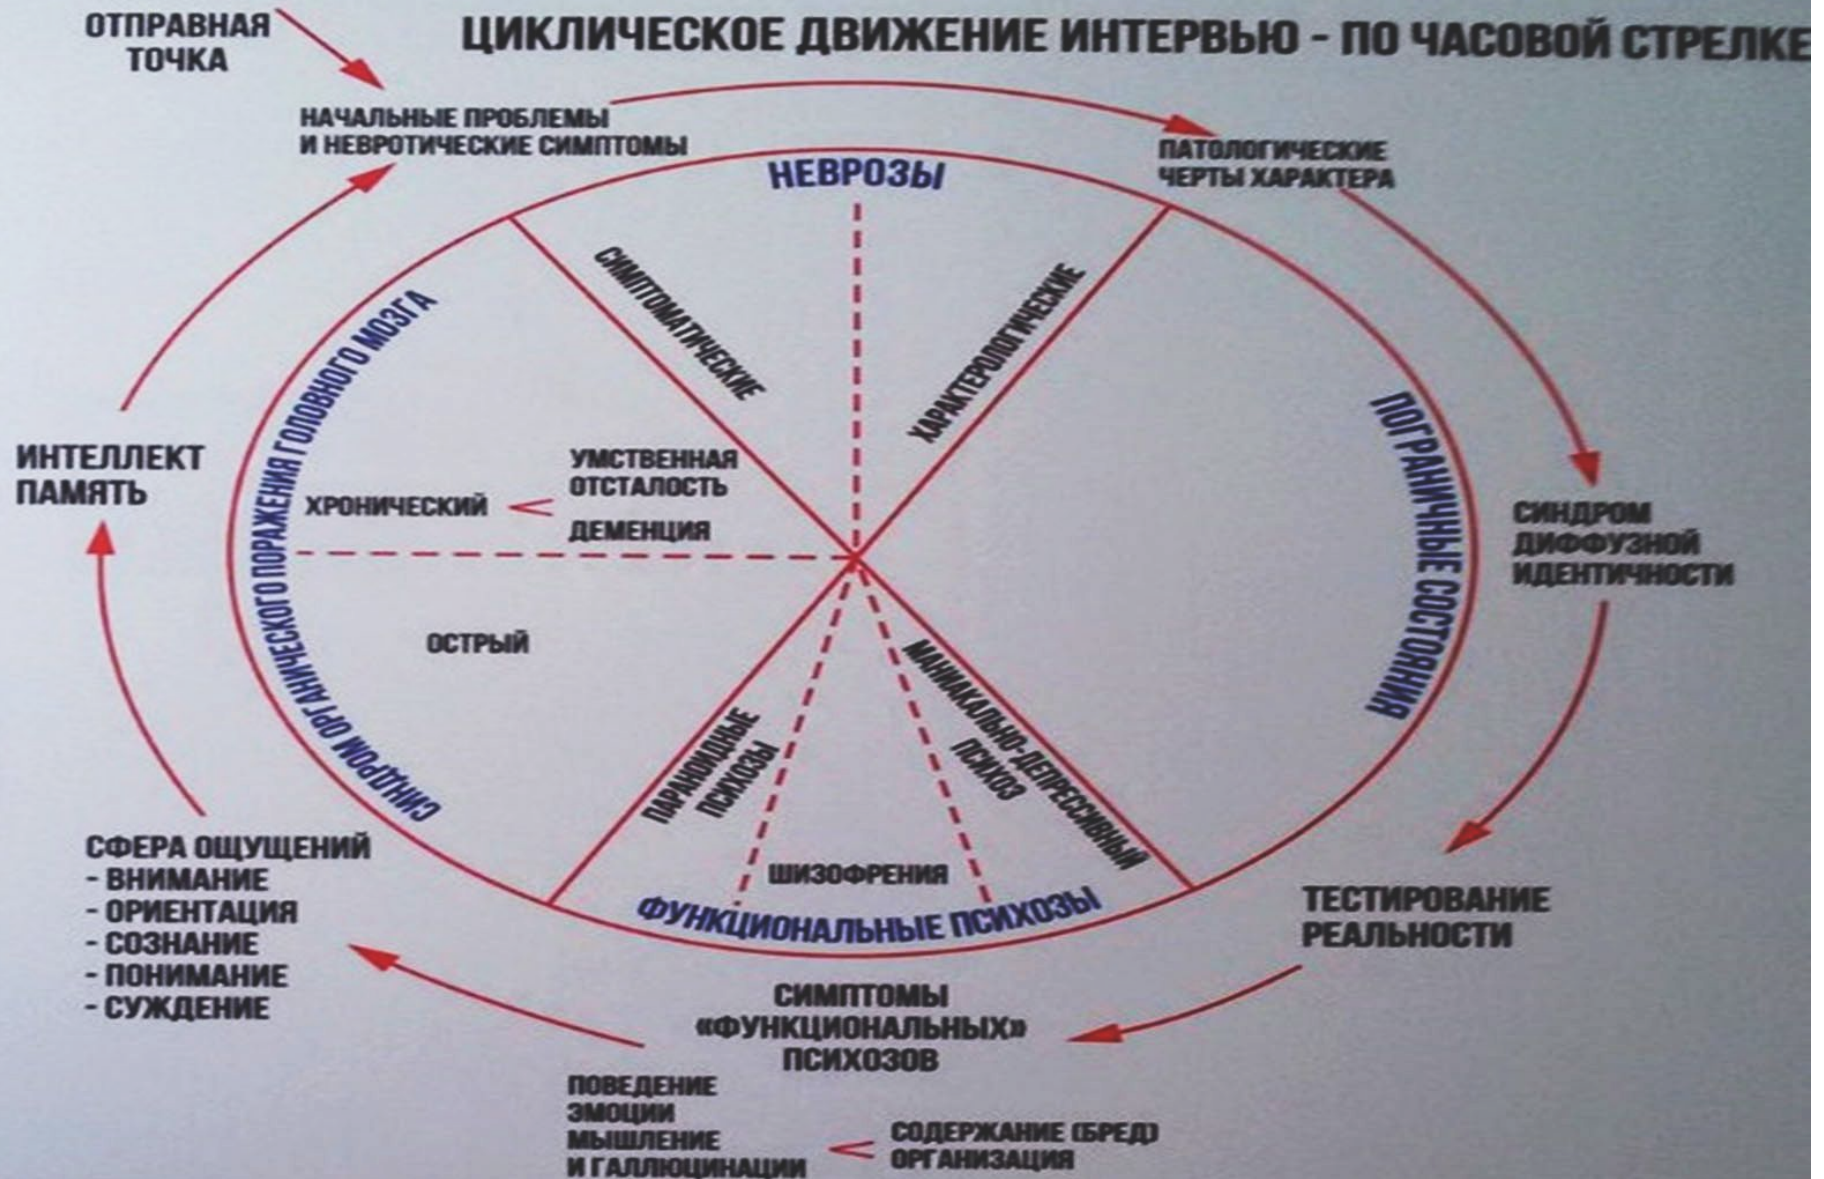 ОТПРАВНАЯ
ТОЧКА
ЦИКЛИЧЕСКОЕ ДВИЖЕНИЕ ИНТЕРВЬЮ - ПО ЧАСОВОЙ СТРЕЛКЕ
НАЧАЛЬНЫЕ ПРОБЛЕМЫ
И НЕВРОТИЧЕСКИЕ СИМПТОМЫ
ПАТОЛОГИЧЕСКИЕ
ЧЕРТЫ ХАРАКТЕРА
НЕВРОЗЫ
СИМПТОМАТИЧЕСКИЕ
ХАРАКТЕРОЛОГИЧЕСКИЕ
ПОГРАНИЧНЫЕ СОСТОЯНИЯ
СИНДРОМ
ДИФФУЗНОЙ
ИДЕНТИЧНОСТИ
ТЕСТИРОВАНИЕ
РЕАЛЬНОСТИ
МАНИАКАЛЬНО-ДЕПРЕССИВНЫЙ
ПСИХОЗ
ШИЗОФРЕНИЯ
ПАРАНОИДНЫЕ
ПСИХОЗЫ
ФУНКЦИОНАЛЬНЫЕ ПСИХОЗЫ
СИМПТОМЫ
«ФУНКЦИОНАЛЬНЫХ»
ПСИХОЗОВ
ПОВЕДЕНИЕ
ЭМОЦИИ
МЫШЛЕНИЕ
И ГАЛЛЮЦИНАЦИИ
СОДЕРЖАНИЕ (БРЕД)
ОРГАНИЗАЦИЯ
СФЕРА ОЩУЩЕНИЙ
- ВНИМАНИЕ
- ОРИЕНТАЦИЯ
- СОЗНАНИЕ
- ПОНИМАНИЕ
- СУЖДЕНИЕ
ИНТЕЛЛЕКТ
ПАМЯТЬ
СИНДРОМ ОРГАНИЧЕСКОГО ПОРАЖЕНИЯ ГОЛОВНОГО МОЗГА
ХРОНИЧЕСКИЙ
УМСТВЕННАЯ
ОТСТАЛОСТЬ
ДЕМЕНЦИЯ
ОСТРЫЙ